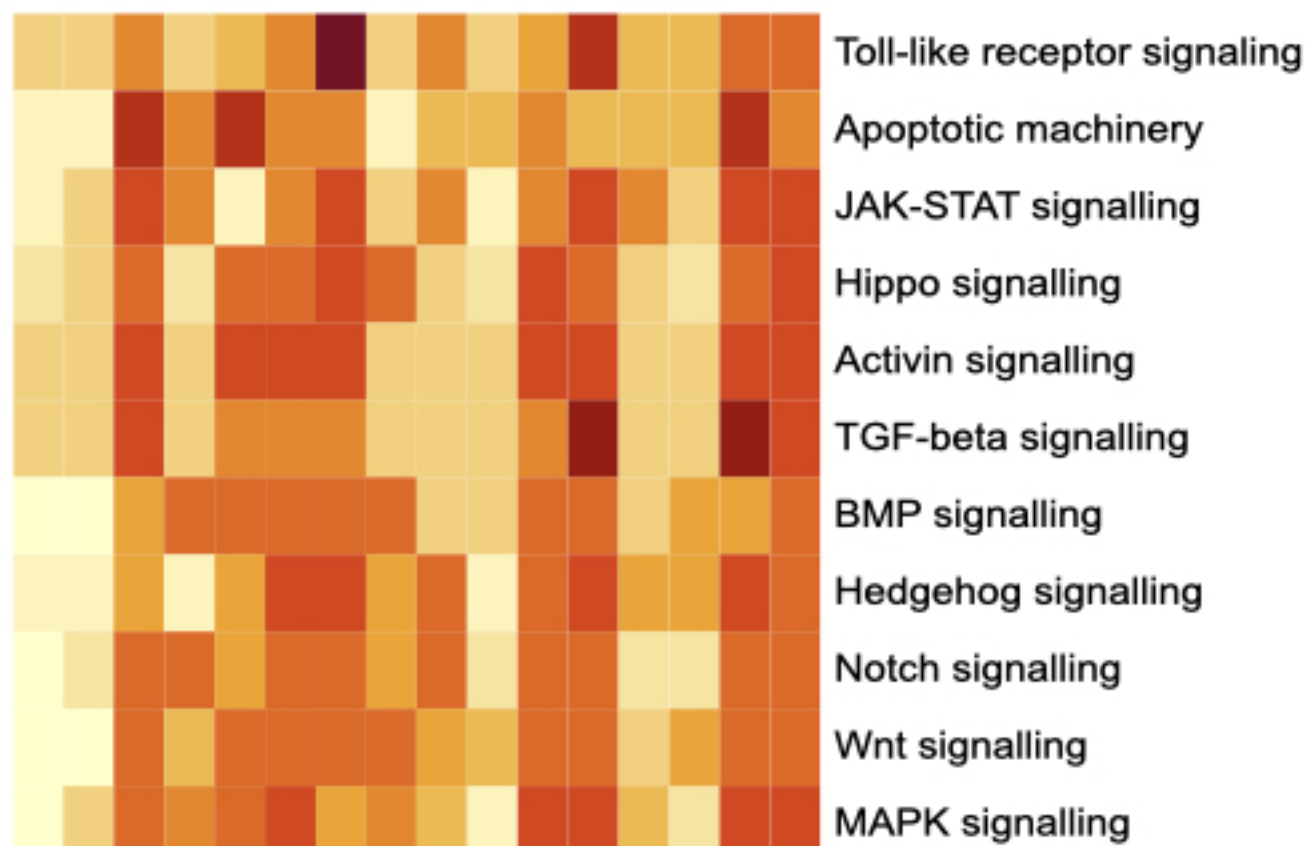 Toll-like receptor signaling
Apoptotic machinery
JAK-STAT signalling
Hippo signalling
Activin signalling
TGF-beta signalling
BMP signalling
Hedgehog signalling
Notch signalling
Wnt signalling
MAPK signalling